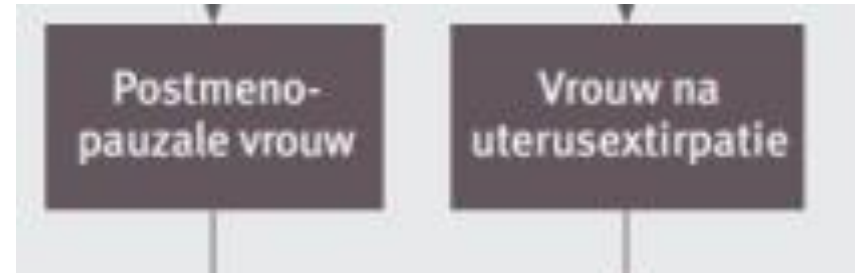 Postmeno-
pauzale vrouw
Vrouw na
uterusextirpatie